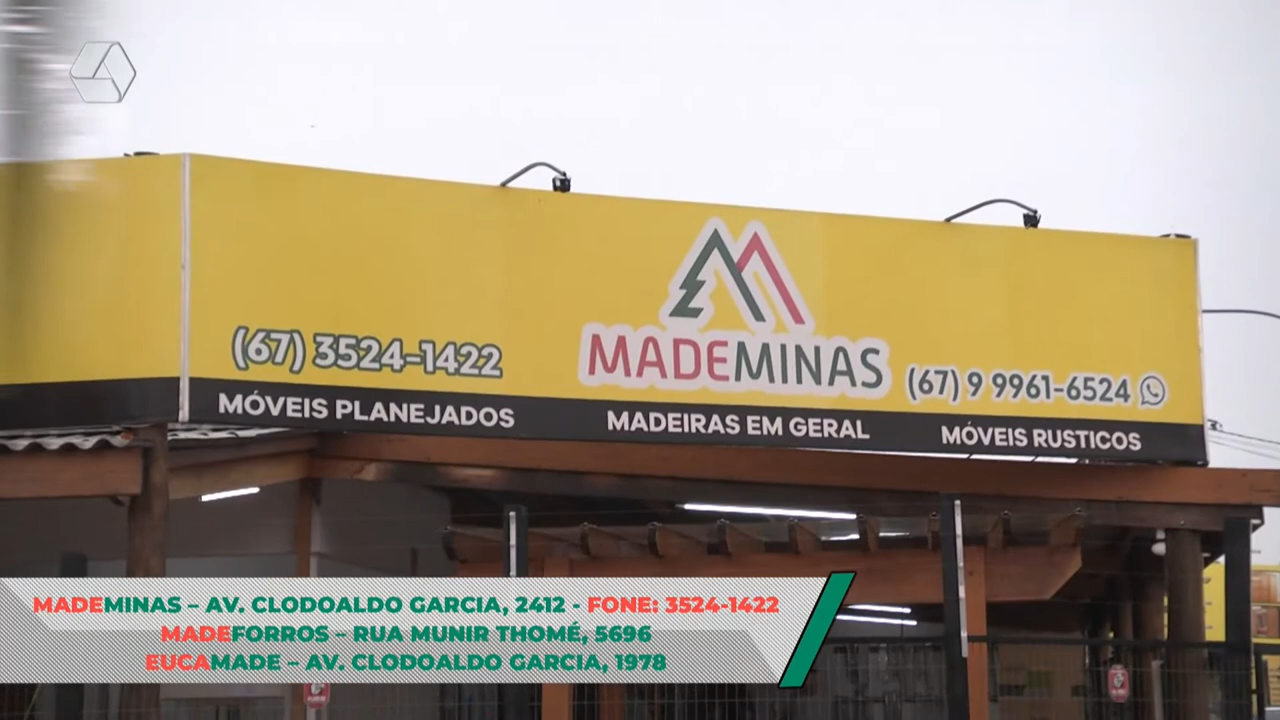 MADEMINAS
(67) 3524-1422
(67) 9 9961-6524
MÓVEIS PLANEJADOS
MADEIRAS EM GERAL
MÓVEIS RUSTICOS
MADEMINAS – AV. CLODOALDO GARCIA, 2412 - FONE: 3524-1422
MADEFORROS – RUA MUNIR THOMÉ, 5696
EUCAMADE – AV. CLODOALDO GARCIA, 1978